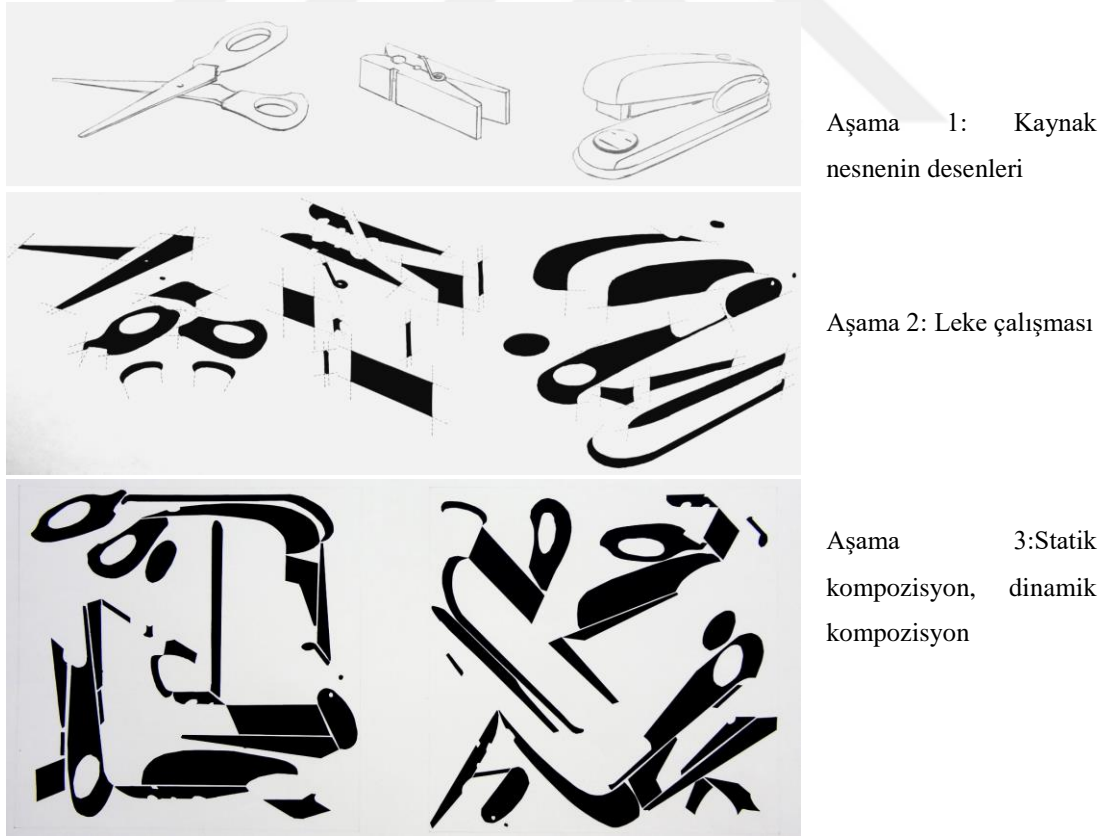 Aşama 1: Kaynak
nesnenin desenleri
Aşama 2: Leke çalışması
Aşama 3:Statik
kompozisyon, dinamik
kompozisyon